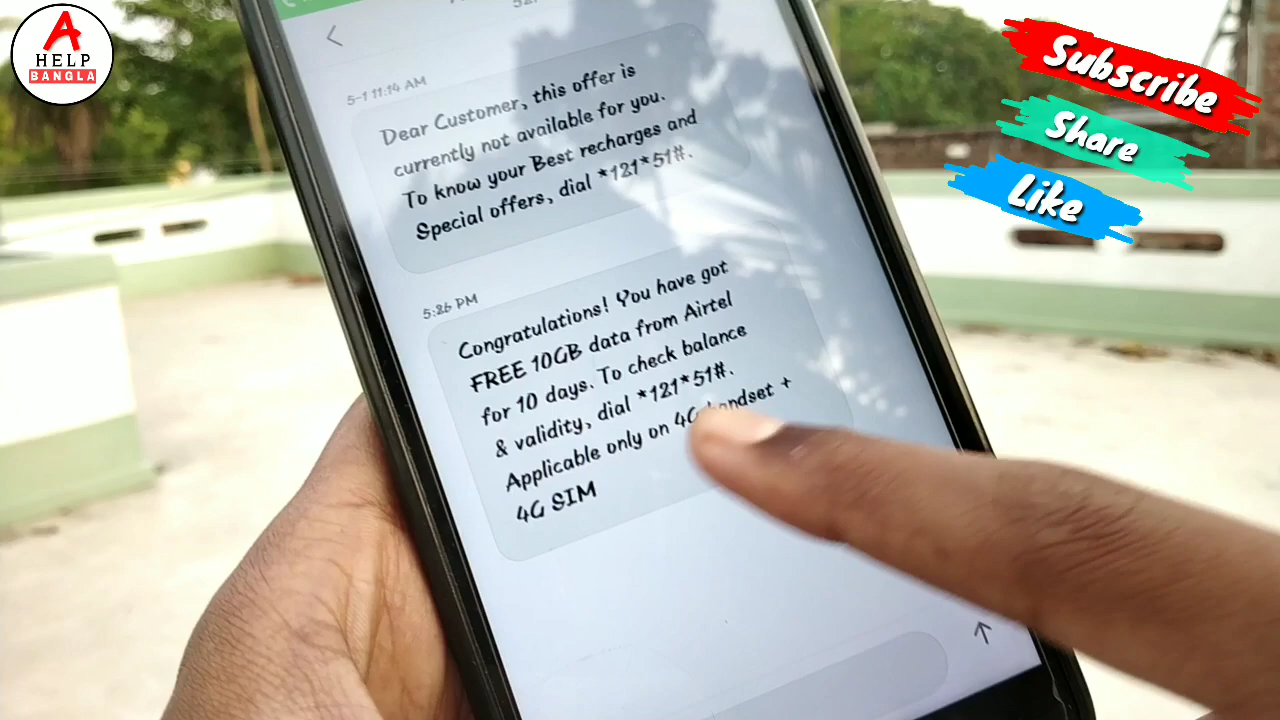 A
HELP
BANGLA
Subscribe
Share
Like
5-1 11:14 AM
Dear Customer, this offer is
currently not available for you.
To know your Best recharges and
Special offers, dial *121*51#.
5:26 PM
Congratulations! You have got
FREE 10GB data from Airtel
for 10 days. To check balance
& validity, dial *121*51#.
Applicable only on 4G handset +
4G SIM